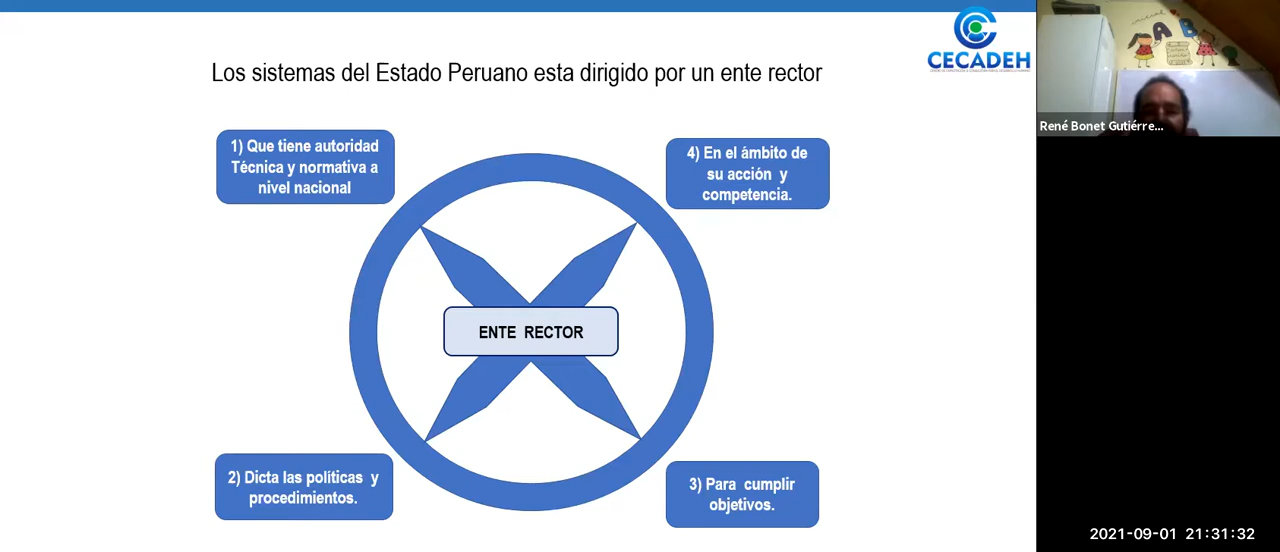 Los sistemas del Estado Peruano esta dirigido por un ente rector
CECADEH
1) Que tiene autoridad
Técnica y normativa a
nivel nacional
4) En el ámbito de
su acción y
competencia.
ENTE RECTOR
2) Dicta las políticas y
procedimientos.
3) Para cumplir
objetivos.
René Bonet Gutiérre...
2021-09-01 21:31:32